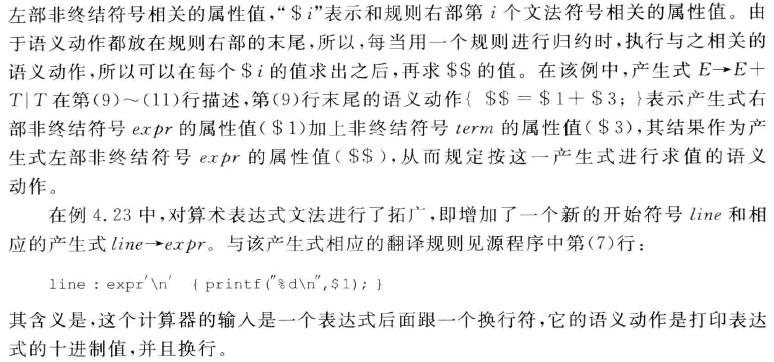 左部非终结符号相关的属性值,“$i”表示和规则右部第 i 个文法符号相关的属性值。由
于语义动作都放在规则右部的末尾,所以,每当用一个规则进行归约时,执行与之相关的
语义动作,所以可以在每个 $i 的值求出之后,再求 $$ 的值。在该例中,产生式 E→E+
T|T 在第(9)~(11)行描述,第(9)行末尾的语义动作{ $$ = $1 + $3; }表示产生式右
部非终结符号 expr 的属性值($1)加上非终结符号 term 的属性值($3),其结果作为产
生式左部非终结符号 expr 的属性值($$),从而规定按这一产生式进行求值的语义
动作。
在例 4.23 中,对算术表达式文法进行了拓广,即增加了一个新的开始符号 line 和相
应的产生式 line→expr。与该产生式相应的翻译规则见源程序中第(7)行:
line : expr'\n' { printf("%d\n",$1); }
其含义是,这个计算器的输入是一个表达式后面跟一个换行符,它的语义动作是打印表达
式的十进制值,并且换行。